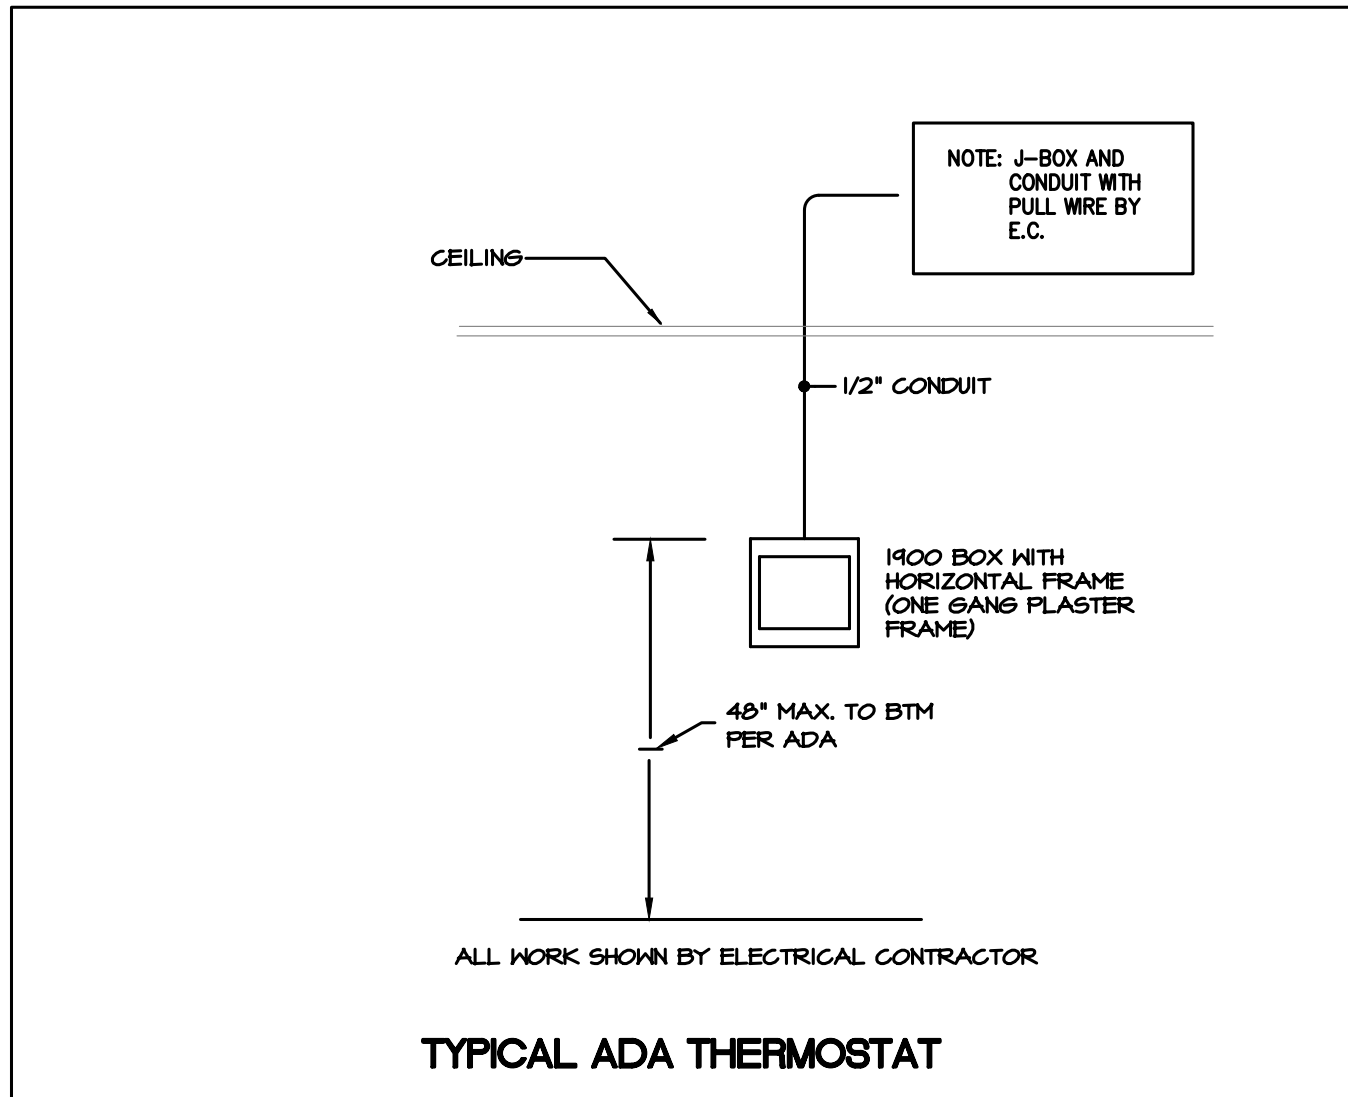 NOTE: J-BOX AND
CONDUIT WITH
PULL WIRE BY
E.C.
CEILING
1/2" CONDUIT
1900 BOX WITH
HORIZONTAL FRAME
(ONE GANG PLASTER
FRAME)
48" MAX. TO BTM
PER ADA
ALL WORK SHOWN BY ELECTRICAL CONTRACTOR
TYPICAL ADA THERMOSTAT